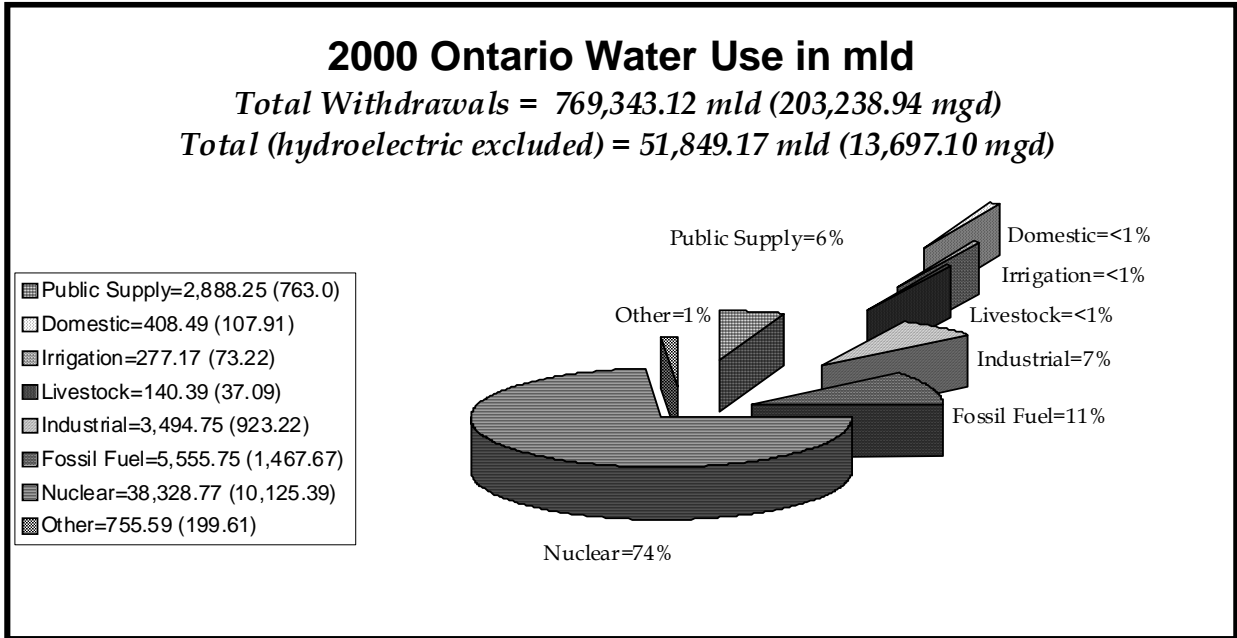 2000 Ontario Water Use in mld
Total Withdrawals = 769,343.12 mld (203,238.94 mgd)
Total (hydroelectric excluded) = 51,849.17 mld (13,697.10 mgd)
Public Supply=2,888.25 (763.0)
Domestic=408.49 (107.91)
Irrigation=277.17 (73.22)
Livestock=140.39 (37.09)
Industrial=3,494.75 (923.22)
Fossil Fuel=5,555.75 (1,467.67)
Nuclear=38,328.77 (10,125.39)
Other=755.59 (199.61)
Public Supply=6%
Domestic=<1%
Irrigation=<1%
Livestock=<1%
Other=1%
Industrial=7%
Fossil Fuel=11%
Nuclear=74%